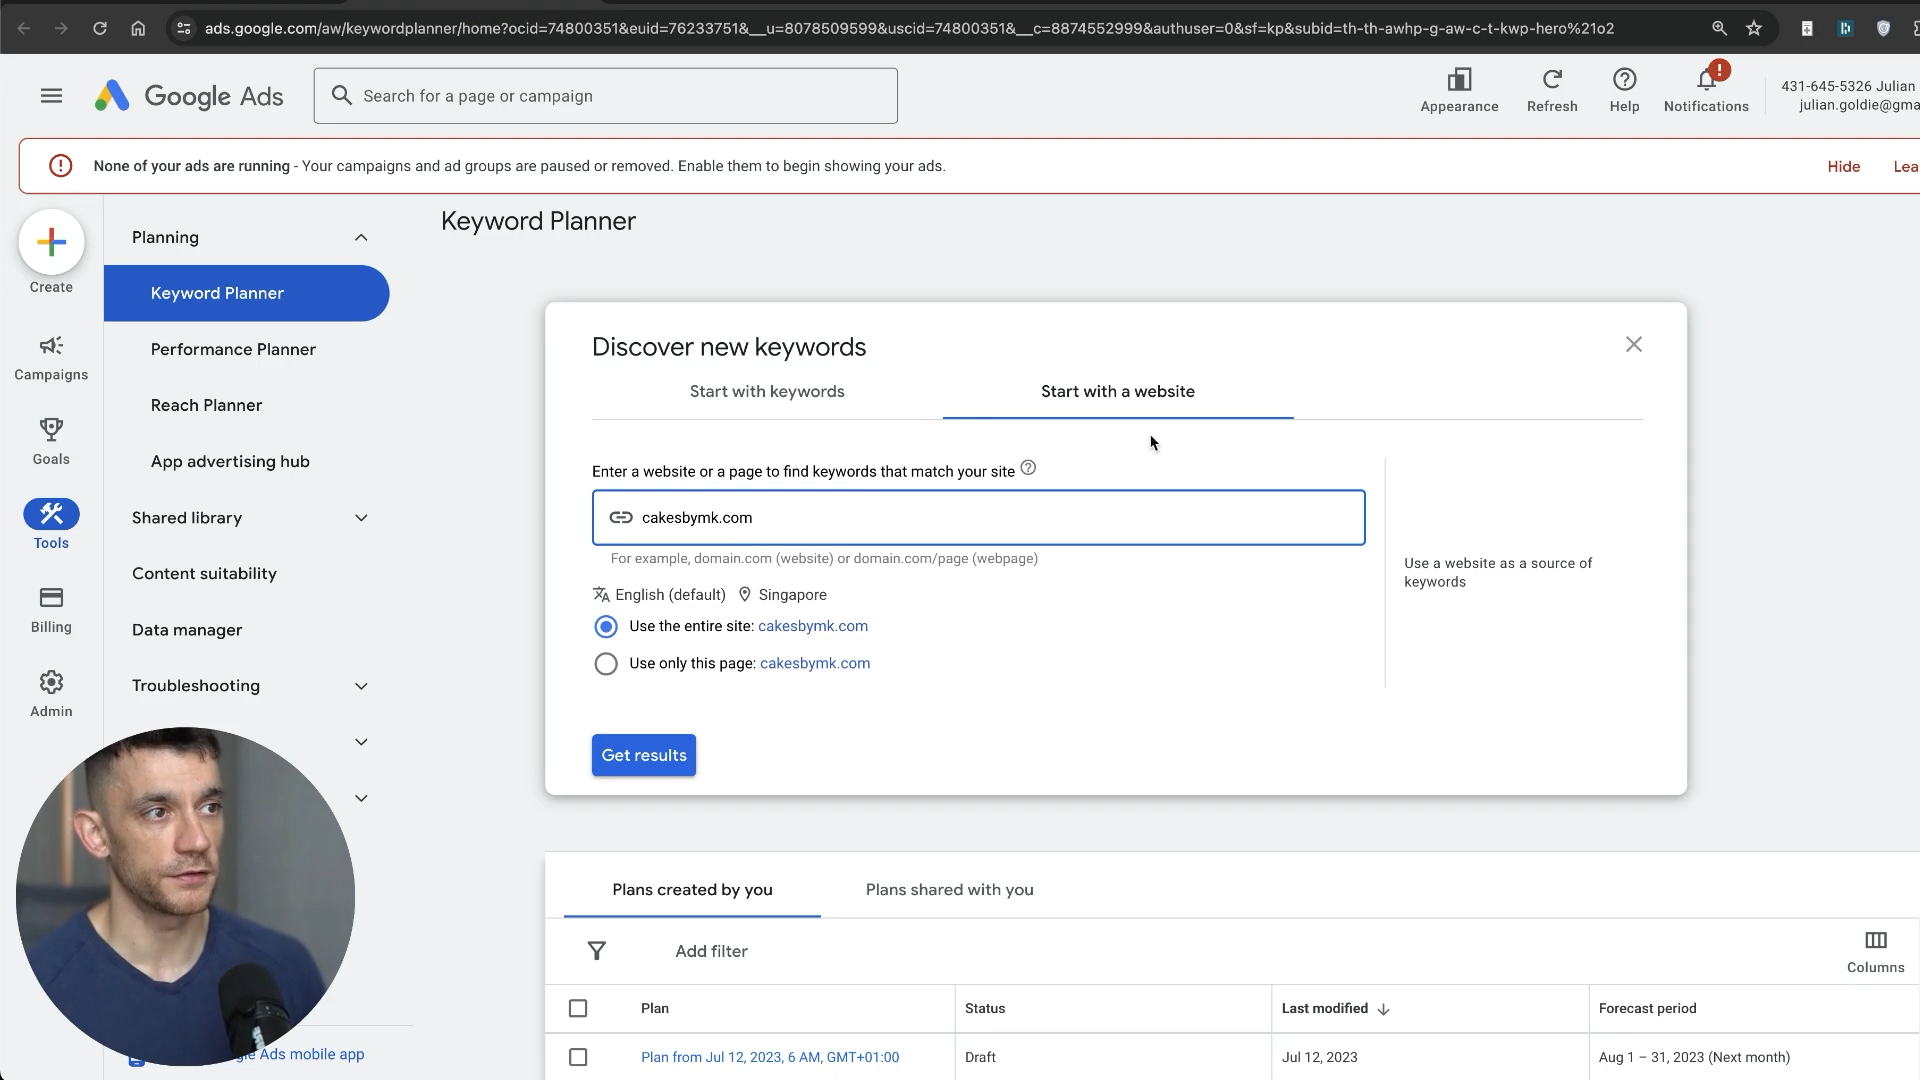 ads.google.com/aw/keywordplanner/home?ocid=74800351&euid=76233751&__u=8078509599&uscid=74800351&__c=8874552999&authuser=0&sf=kp&subid=th-th-awhp-g-aw-c-t-kwp-hero%21o2
Google Ads
Search for a page or campaign
Appearance
Refresh
Help
Notifications
431-645-5326 Julian
julian.goldie@gma
None of your ads are running - Your campaigns and ad groups are paused or removed. Enable them to begin showing your ads.
Hide
Lea
Create
Campaigns
Goals
Tools
Billing
Admin
Planning
Keyword Planner
Performance Planner
Reach Planner
App advertising hub
Shared library
Content suitability
Data manager
Troubleshooting
Ads mobile app
Keyword Planner
Discover new keywords
Start with keywords
Start with a website
Enter a website or a page to find keywords that match your site
cakesbymk.com
For example, domain.com (website) or domain.com/page (webpage)
English (default) Singapore
Use the entire site: cakesbymk.com
Use only this page: cakesbymk.com
Use a website as a source of
keywords
Get results
Plans created by you
Plans shared with you
Add filter
Columns
Plan Status Last modified Forecast period
Plan from Jul 12, 2023, 6 AM, GMT+01:00 Draft Jul 12, 2023 Aug 1 – 31, 2023 (Next month)